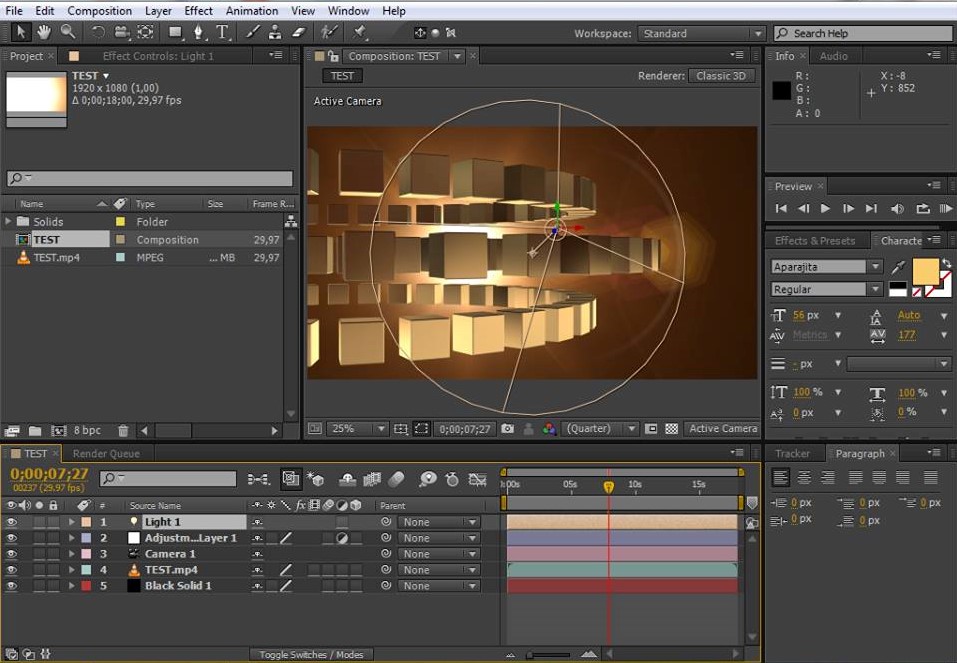 File Edit Composition Layer Effect Animation View Window Help
Workspace: Standard Search Help
Project × Effect Controls: Light 1
TEST
1920 x 1080 (1,00)
Δ 0;00;18;00, 29,97 fps
Name Type Size Frame R...
Solids Folder
TEST Composition 29,97
TEST.mp4 MPEG ... MB 29,97
8 bpc
Composition: TEST ×
TEST Renderer: Classic 3D
Active Camera
25% 0;00;07;27 (Quarter) Active Camera
Info × Audio
R: X: -8
G: Y: 852
B:
A: 0
Preview ×
Effects & Presets Characte
Aparajita
Regular
56 px Auto
Metrics 177
- px
100 % 100 %
0 px 0 %
TEST × Render Queue
0;00;07;27
00237 (29.97 fps)
# Source Name fx Parent
1 Light 1 None
2 Adjustm...Layer 1 None
3 Camera 1 None
4 TEST.mp4 None
5 Black Solid 1 None
Toggle Switches / Modes
:00s 05s 10s 15s
Tracker Paragraph ×
0 px 0 px 0 px
0 px 0 px